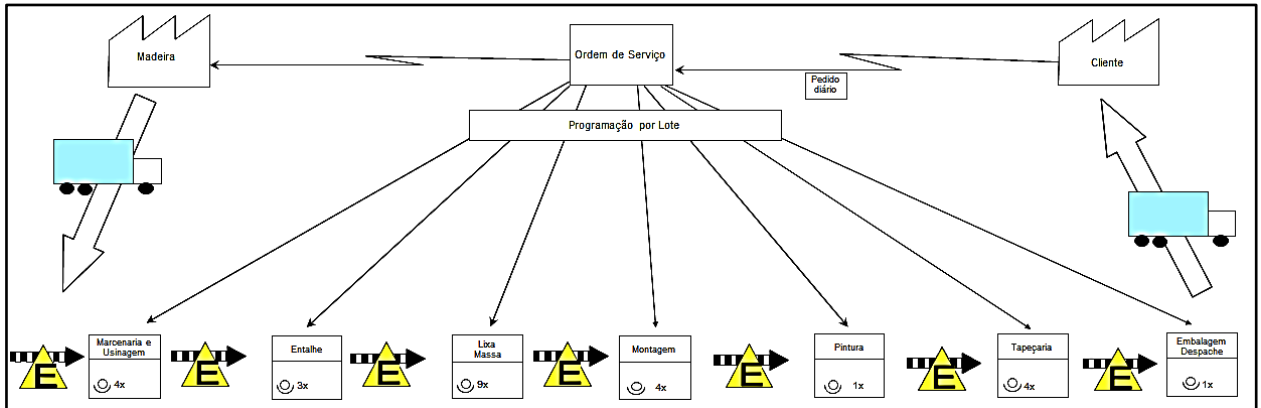 Madeira
Ordem de Serviço
Cliente
Pedido
diário
Programação por Lote
Marcenaria e
Usinagem
Entalhe
Lixa
Massa
Montagem
Pintura
Tapeçaria
Embalagem
Despache
E
4x
E
3x
E
9x
E
4x
E
1x
E
4x
E
1x